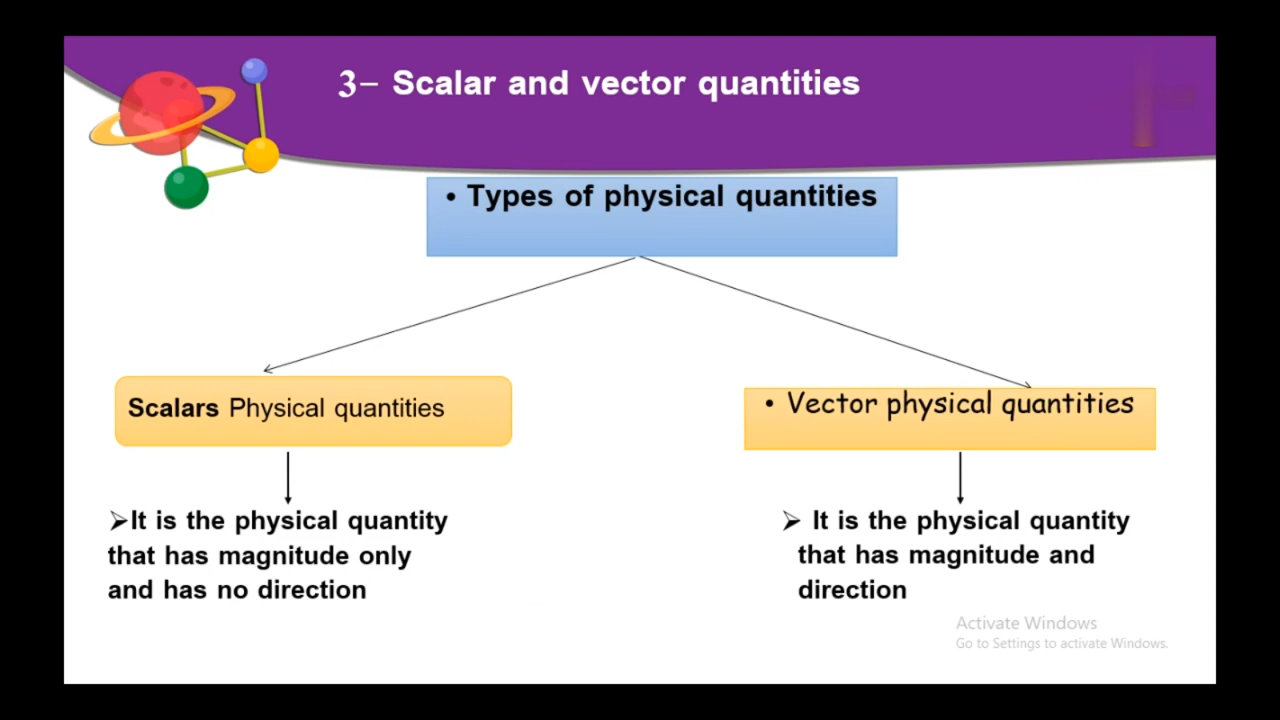 3– Scalar and vector quantities
• Types of physical quantities
Scalars Physical quantities
• Vector physical quantities
➢It is the physical quantity
that has magnitude only
and has no direction
➢ It is the physical quantity
that has magnitude and
direction
Activate Windows
Go to Settings to activate Windows.